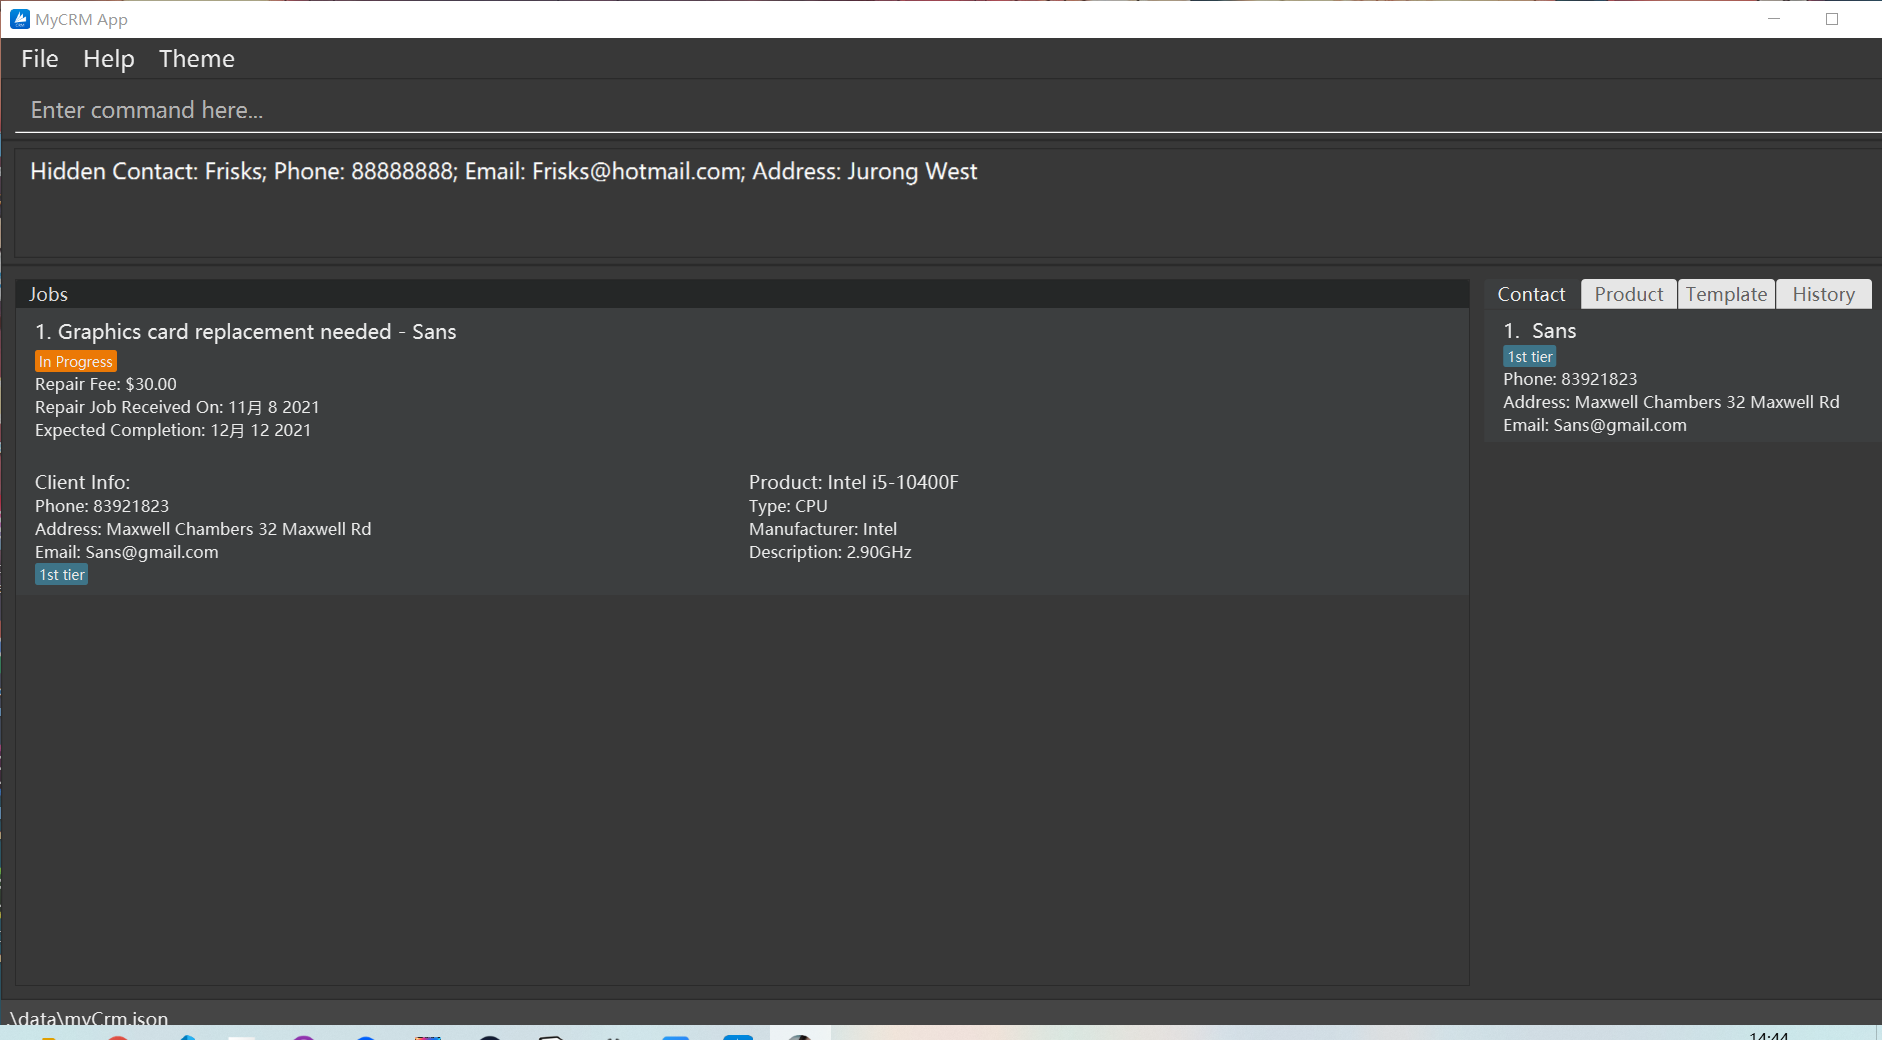 MyCRM App
File Help Theme
Enter command here...
Hidden Contact: Frisks; Phone: 88888888; Email: Frisks@hotmail.com; Address: Jurong West
Jobs
1. Graphics card replacement needed - Sans
In Progress
Repair Fee: $30.00
Repair Job Received On: 11月 8 2021
Expected Completion: 12月 12 2021
Client Info:
Phone: 83921823
Address: Maxwell Chambers 32 Maxwell Rd
Email: Sans@gmail.com
1st tier
Product: Intel i5-10400F
Type: CPU
Manufacturer: Intel
Description: 2.90GHz
Contact Product Template History
1. Sans
1st tier
Phone: 83921823
Address: Maxwell Chambers 32 Maxwell Rd
Email: Sans@gmail.com
.\data\myCrm.json
14:44